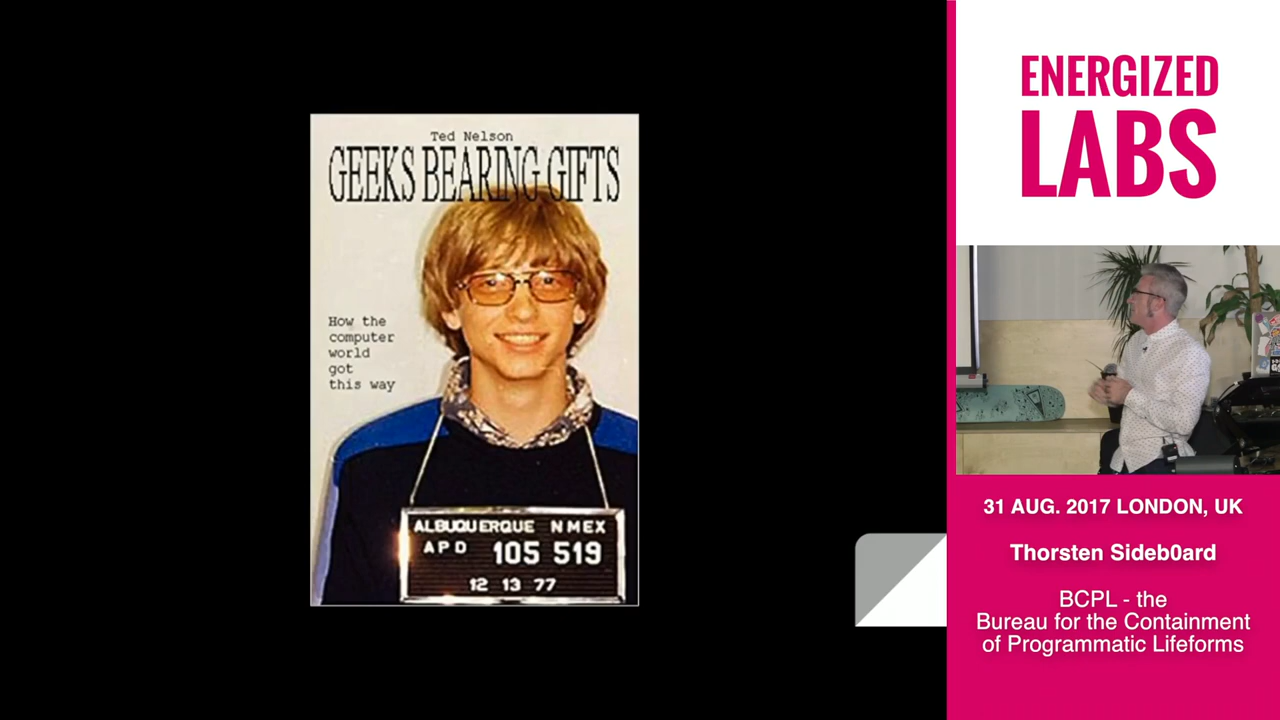 Ted Nelson
GEEKS BEARING GIFTS
How the
computer
world
got
this way
ALBUQUERQUE N MEX
APD 105 519
12 13 77
ENERGIZED
LABS
31 AUG. 2017 LONDON, UK
Thorsten Sideb0ard
BCPL - the
Bureau for the Containment
of Programmatic Lifeforms